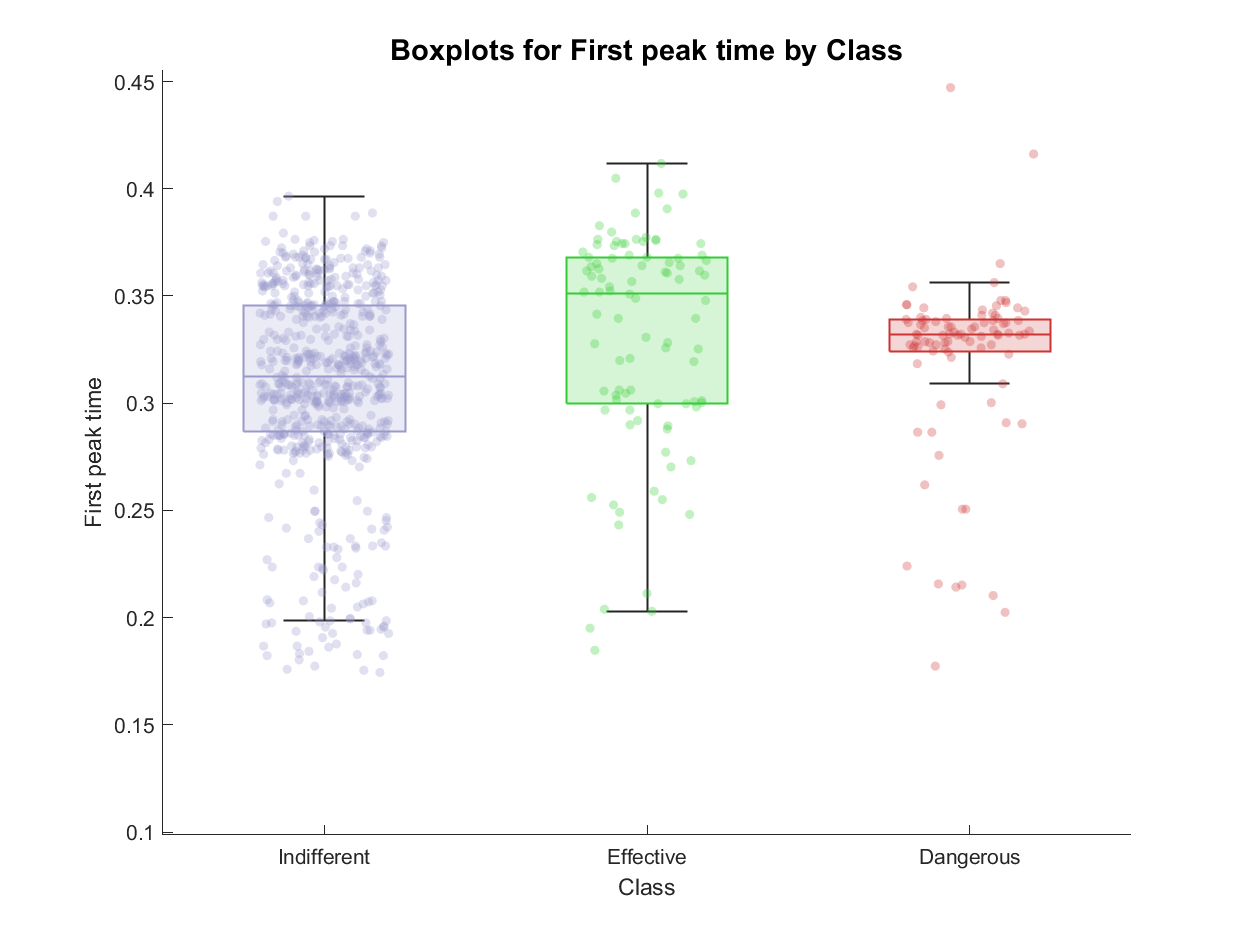 Boxplots for First peak time by Class
First peak time
0.45
0.4
0.35
0.3
0.25
0.2
0.15
0.1
Indifferent
Effective
Dangerous
Class